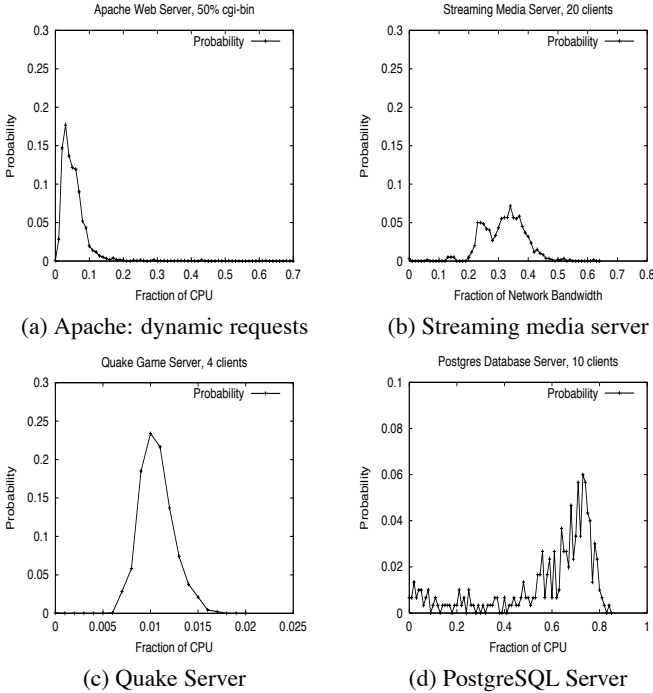 Apache Web Server, 50% cgi-bin
Probability
0.3
0.25
0.2
0.15
0.1
0.05
0
Probability
0 0.1 0.2 0.3 0.4 0.5 0.6 0.7
Fraction of CPU
(a) Apache: dynamic requests
Streaming Media Server, 20 clients
Probability
0.3
0.25
0.2
0.15
0.1
0.05
0
Probability
0 0.1 0.2 0.3 0.4 0.5 0.6 0.7 0.8
Fraction of Network Bandwidth
(b) Streaming media server
Quake Game Server, 4 clients
Probability
0.3
0.25
0.2
0.15
0.1
0.05
0
Probability
0 0.005 0.01 0.015 0.02 0.025
Fraction of CPU
(c) Quake Server
Postgres Database Server, 10 clients
Probability
0.1
0.08
0.06
0.04
0.02
0
Probability
0 0.2 0.4 0.6 0.8 1
Fraction of CPU
(d) PostgreSQL Server